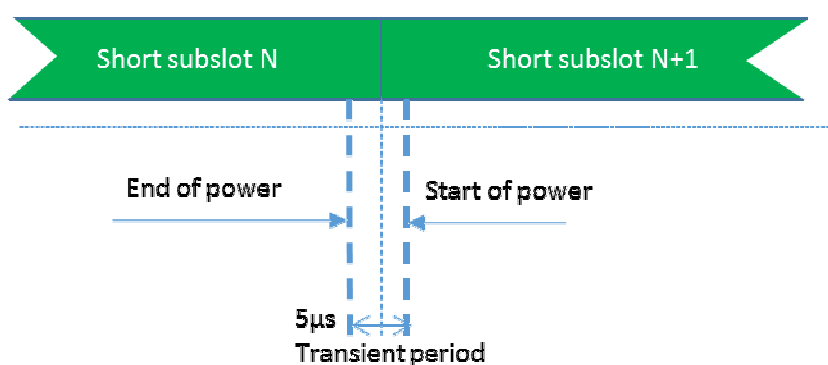 Short subslot N
Short subslot N+1
End of power
Start of power
5µs
Transient period